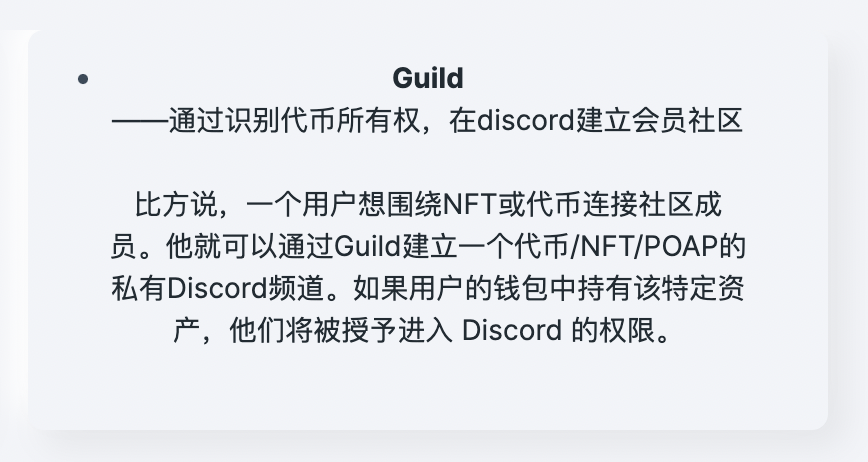 Guild
——通过识别代币所有权，在discord建立会员社区
比方说，一个用户想围绕NFT或代币连接社区成
员。他就可以通过Guild建立一个代币/NFT/POAP的
私有Discord频道。如果用户的钱包中持有该特定资
产，他们将被授予进入 Discord 的权限。